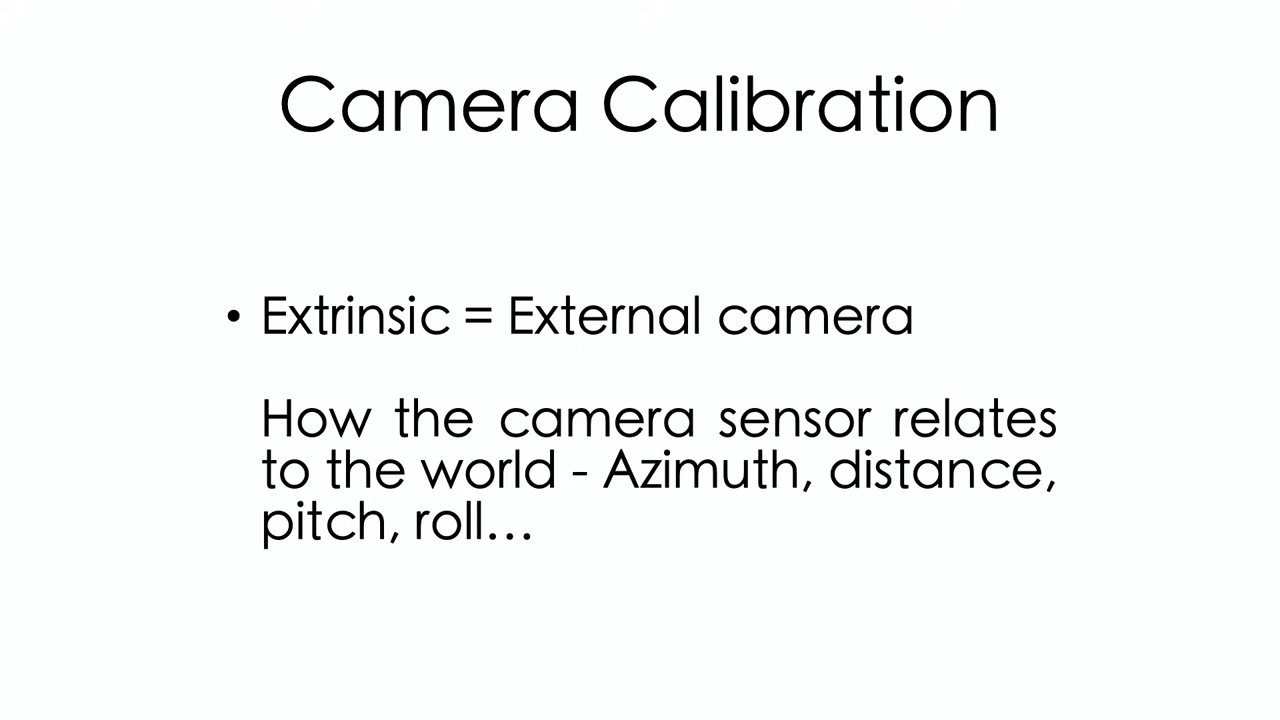 Camera Calibration
• Extrinsic = External camera
How the camera sensor relates
to the world - Azimuth, distance,
pitch, roll...